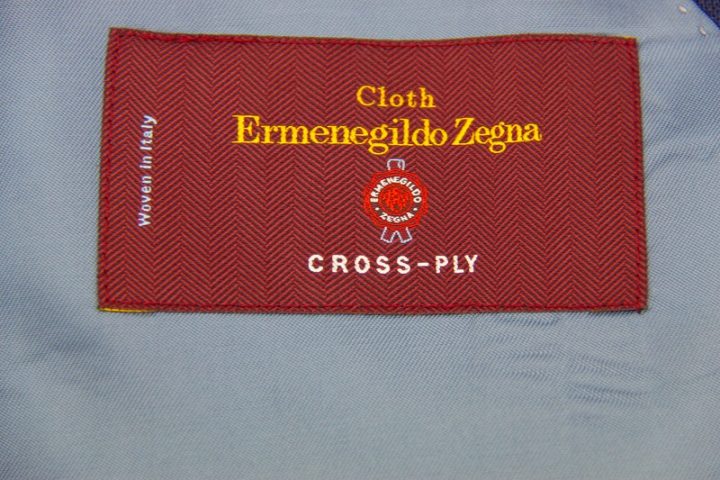 Cloth
Ermenegildo Zegna
Woven in Italy
ERMENEGILDO
ZEGNA
CROSS-PLY